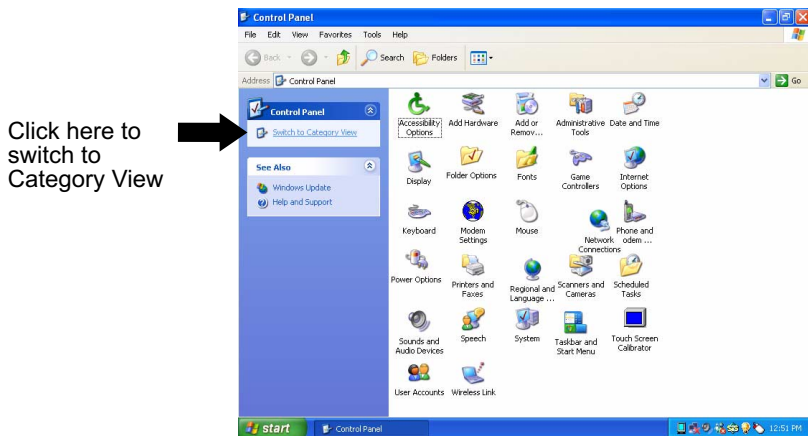 Click here to
switch to
Category View
Control Panel
File Edit View Favorites Tools Help
Back Search Folders
Address Control Panel Go
Control Panel
Switch to Category View
See Also
Windows Update
Help and Support
Accessibility Options
Add Hardware
Add or Remov...
Administrative Tools
Date and Time
Display
Folder Options
Fonts
Game Controllers
Internet Options
Keyboard
Modem Settings
Mouse
Network Connections
Phone and odem ...
Power Options
Printers and Faxes
Regional and Language ...
Scanners and Cameras
Scheduled Tasks
Sounds and Audio Devices
Speech
System
Taskbar and Start Menu
Touch Screen Calibrator
User Accounts
Wireless Link
start Control Panel 12:51 PM